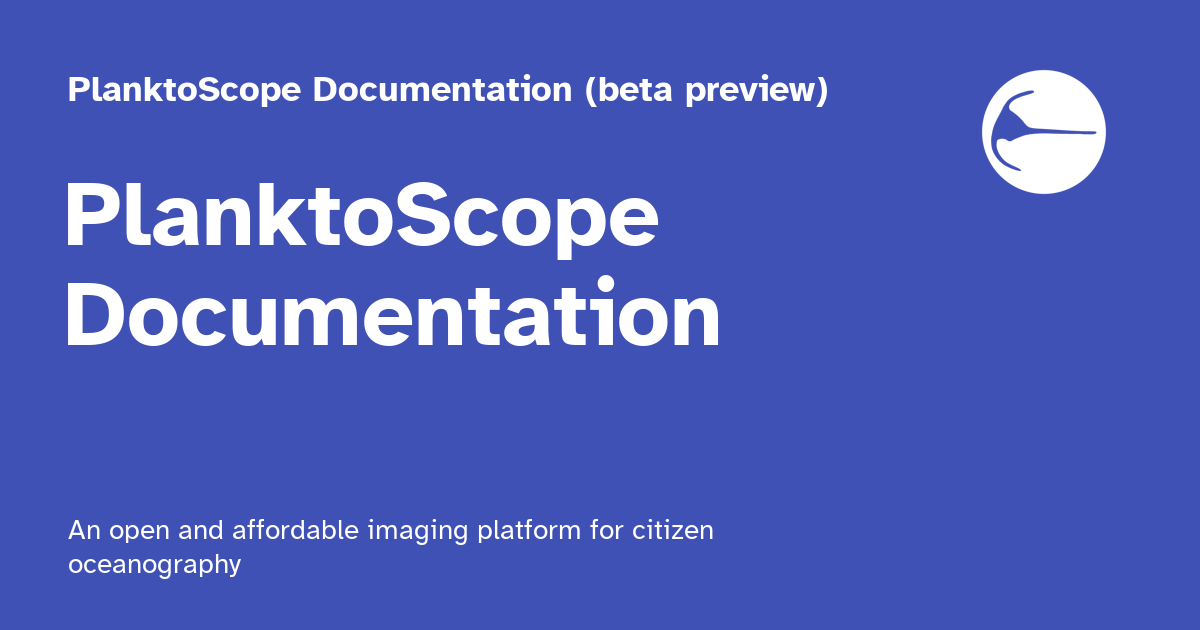 PlanktoScope Documentation (beta preview)
PlanktoScope
Documentation
An open and affordable imaging platform for citizen
oceanography